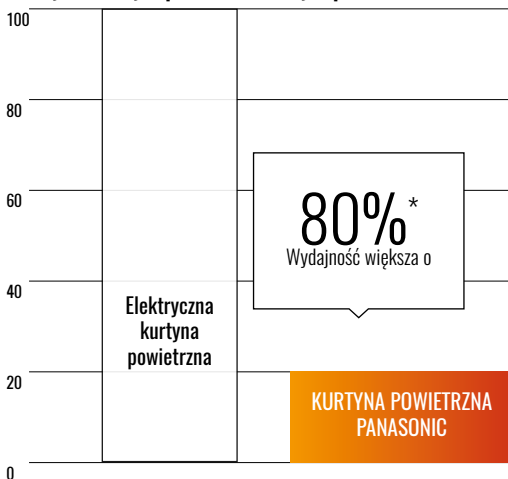 100
80
60
40
20
0
80%*
Wydajność większa o
Elektryczna
kurtyna
powietrzna
KURTYNA POWIETRZNA
PANASONIC